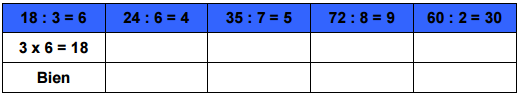 18 : 3 = 6 24 : 6 = 4 35 : 7 = 5 72 : 8 = 9 60 : 2 = 30
3 x 6 = 18
Bien